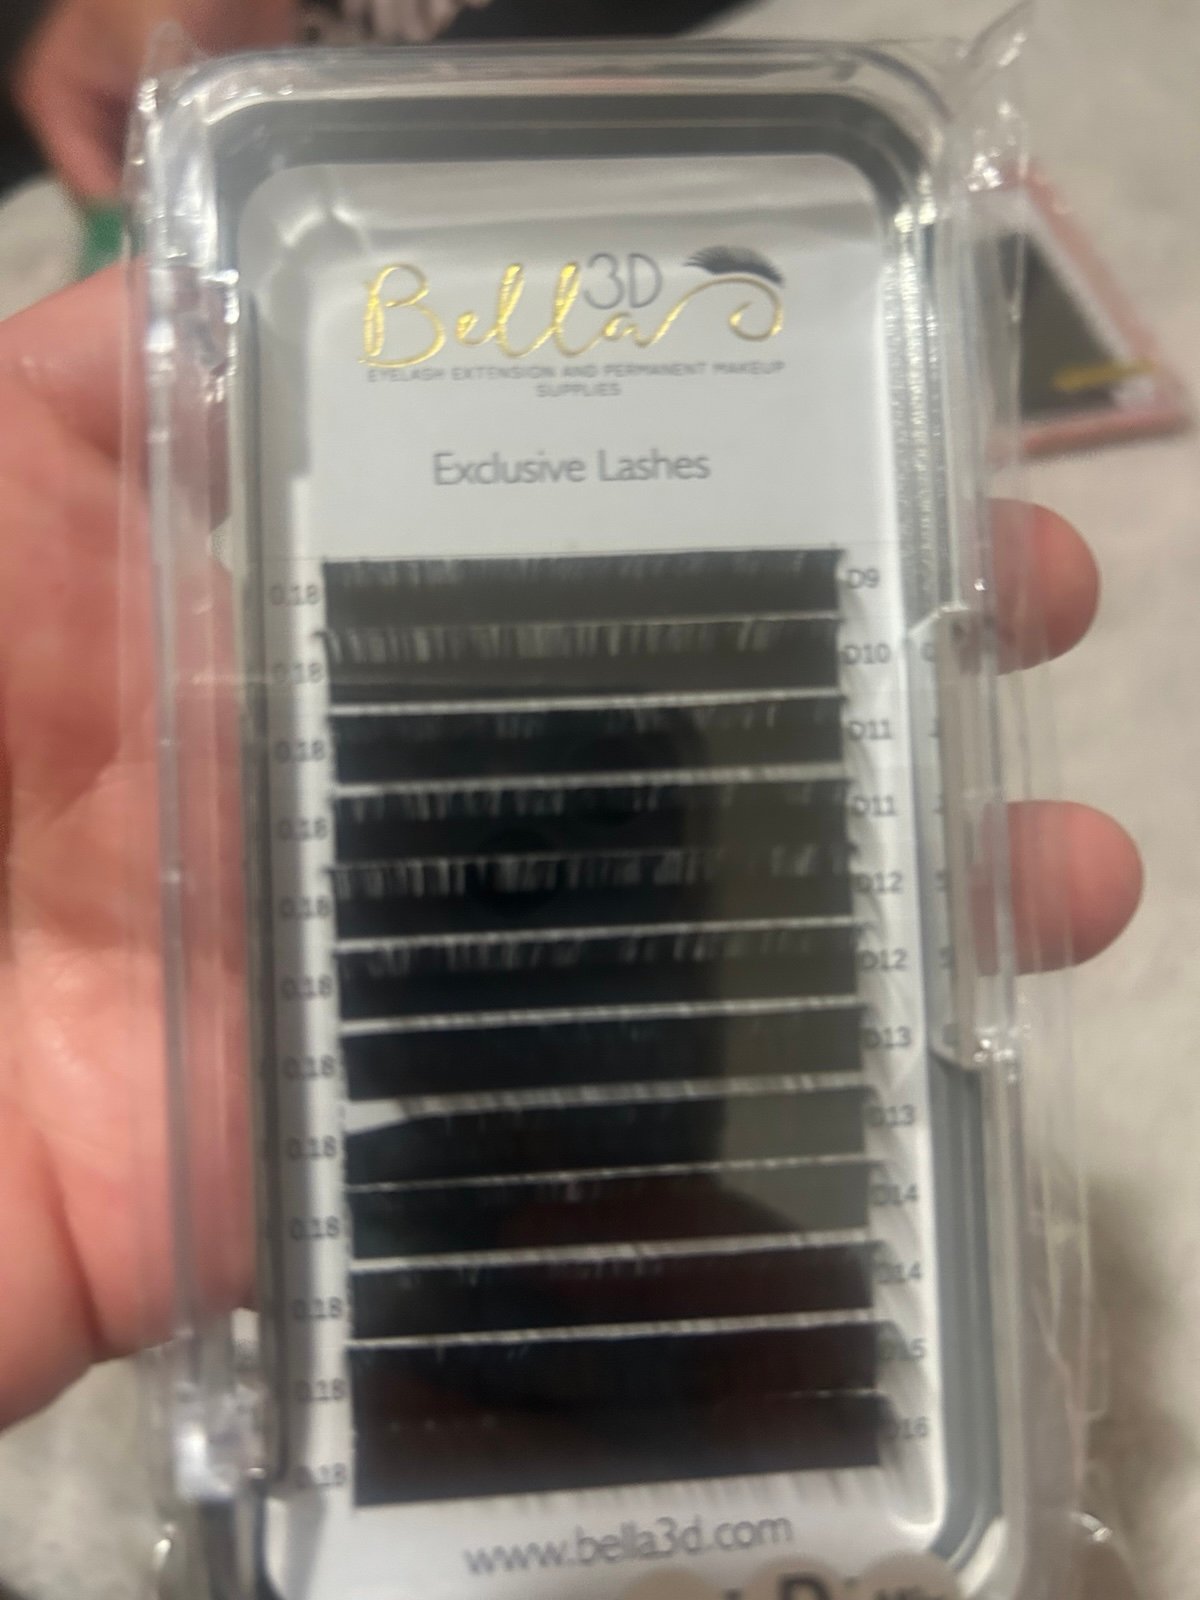 Bella 3D
EYELASH EXTENSION AND PERMANENT MAKEUP
SUPPLIES
Exclusive Lashes
0.18 D9
0.18 D10
0.18 D11
0.18 D11
0.18 D12
0.18 D12
0.18 D13
0.18 D13
0.18 D14
0.18 D14
0.18 D15
0.18 D16
www.bella3d.com